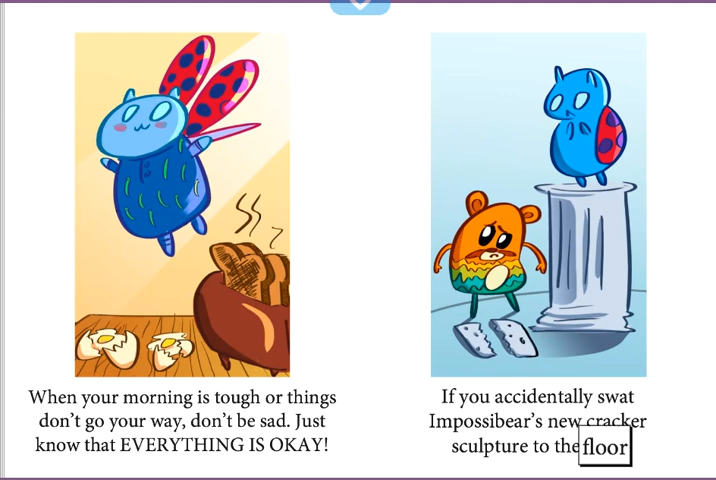 When your morning is tough or things
don't go your way, don't be sad. Just
know that EVERYTHING IS OKAY!
If you accidentally swat
Impossibear's new cracker
sculpture to the floor